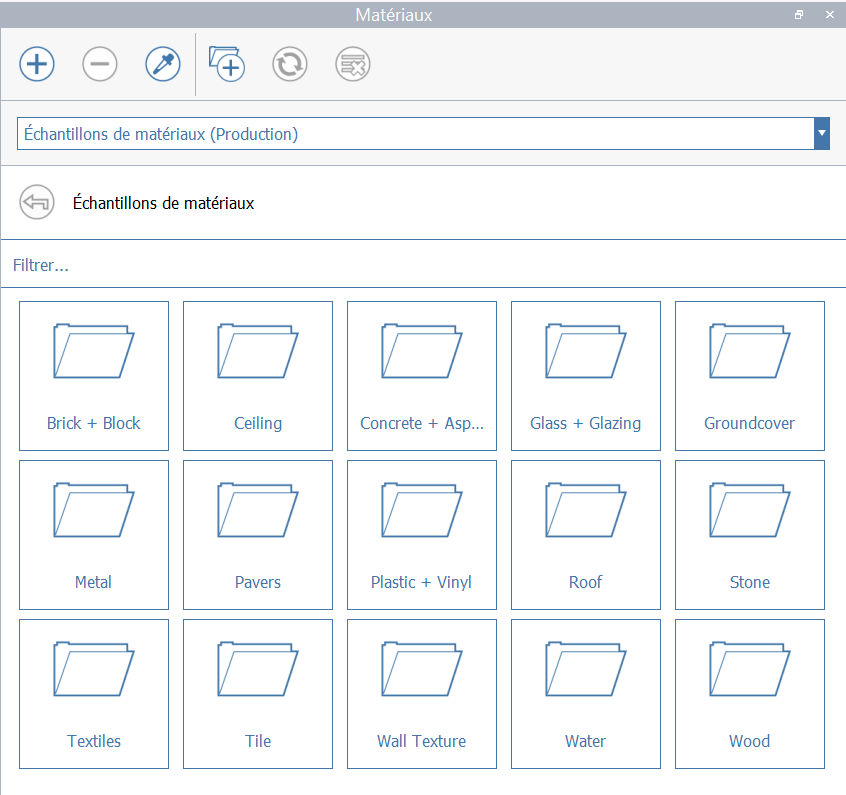 Matériaux
Échantillons de matériaux (Production)
Échantillons de matériaux
Filtrer...
Brick + Block
Ceiling
Concrete + Asp...
Glass + Glazing
Groundcover
Metal
Pavers
Plastic + Vinyl
Roof
Stone
Textiles
Tile
Wall Texture
Water
Wood